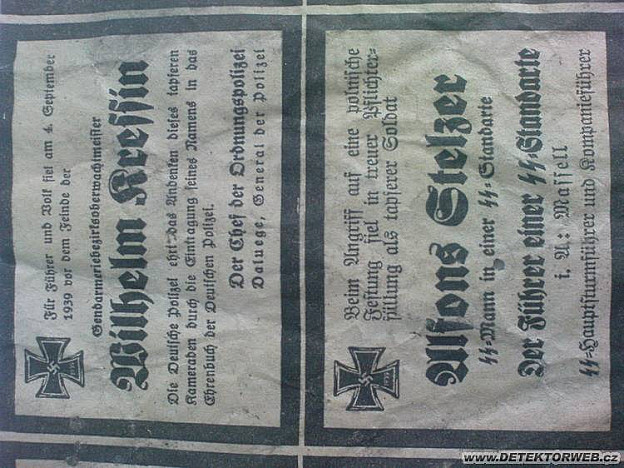 Für Führer und Volk fiel am 4. September
1939 vor dem Feinde der
Gendarmeriebezirksoberwachtmeister
Wilhelm Kressin
Die Deutsche Polizei ehrt das Andenken dieses tapferen
Kameraden durch die Eintragung seines Namens in das
Ehrenbuch der Deutschen Polizei.
Der Chef der Ordnungspolizei
Daluege, General der Polizei
Beim Angriff auf eine polnische
Festung fiel in treuer Pflichter-
füllung als tapferer Soldat
Alfons Stelzer
SS-Mann in einer SS-Standarte
Der Führer einer SS-Standarte
i. A.: Massell
SS-Hauptsturmführer und Kompanieführer
www.DETEKTORWEB.cz